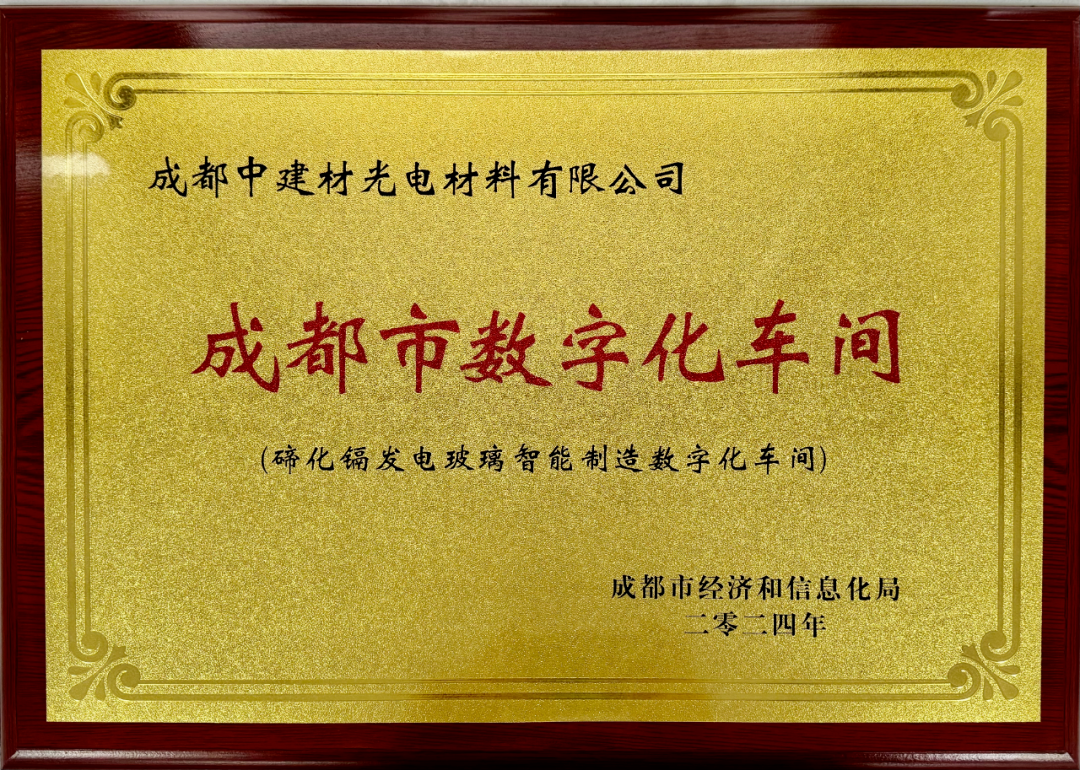 成都中建材光电材料有限公司
成都市数字化车间
(碲化镉发电玻璃智能制造数字化车间)
成都市经济和信息化局
二零二四年